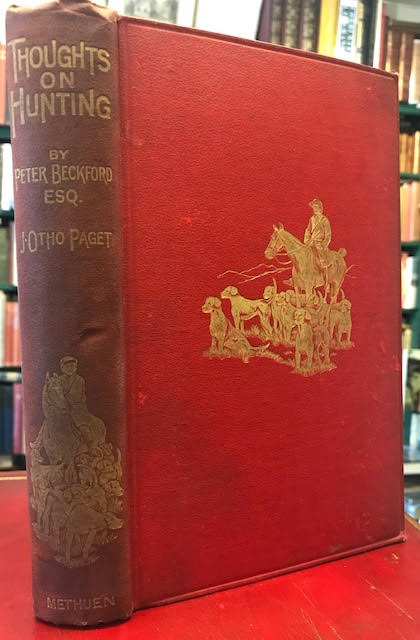 THOUGHTS
ON
HUNTING
BY
PETER BECKFORD
ESQ.
J. OTHO PAGET
METHUEN